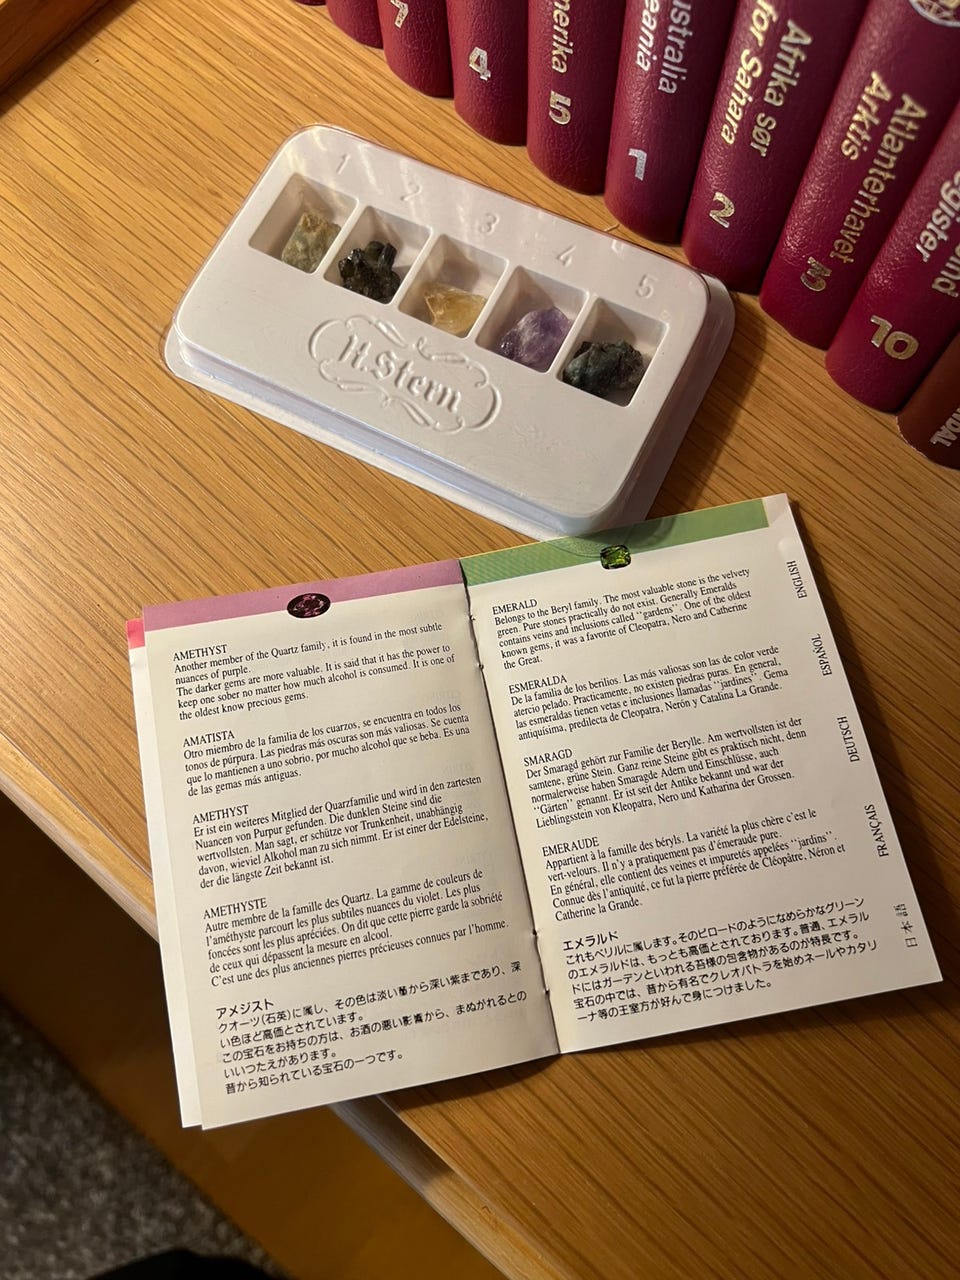 7
4
merika
5
ustralia
eania
1
Afrika sør
for Sahara
2
Atlanterhavet
Arktis
3
egister
ind
10
NDAL
1
2
3
4
5
H.Stern
AMETHYST
Another member of the Quartz family, it is found in the most subtle
nuances of purple.
The darker gems are more valuable. It is said that it has the power to
keep one sober no matter how much alcohol is consumed. It is one of
the oldest know precious gems.
AMATISTA
Otro miembro de la familia de los cuarzos, se encuentra en todos los
tonos de púrpura. Las piedras más oscuras son más valiosas. Se cuenta
que lo mantienen a uno sobrio, por mucho alcohol que se beba. Es una
de las gemas más antiguas.
AMETHYST
Er ist ein weiteres Mitglied der Quarzfamilie und wird in den zartesten
Nuancen von Purpur gefunden. Die dunklen Steine sind die
wertvollsten. Man sagt, er schütze vor Trunkenheit, unabhängig
davon, wieviel Alkohol man zu sich nimmt. Er ist einer der Edelsteine,
der die längste Zeit bekannt ist.
AMETHYSTE
Autre membre de la famille des Quartz. La gamme de couleurs de
l'améthyste parcourt les plus subtiles nuances du violet. Les plus
foncées sont les plus aprèciées. On dit que cette pierre garde la sobriété
de ceux qui dépassent la mesure en alcool.
C'est une des plus anciennes pierres précieuses connues par l'homme.
アメジスト
クオーツ(石英)に属し、その色は淡い菫から深い紫まであり、深
い色ほど高価とされています。
この宝石をお持ちの方は、お酒の悪い影響から、まぬがれるとの
いいつたえがあります。
昔から知られている宝石の一つです。
EMERALD
Belongs to the Beryl family. The most valuable stone is the velvety
green. Pure stones practically do not exist. Generally Emeralds
contains veins and inclusions called ''gardens''. One of the oldest
known gems, it was a favorite of Cleopatra, Nero and Catherine
the Great.
ESMERALDA
De la familia de los berilios. Las más valiosas son las de color verde
atercio pelado. Practicamente, no existen piedras puras. En general,
las esmeraldas tienen vetas e inclusiones llamadas ''jardines''. Gema
antiquísima, predilecta de Cleopatra, Nerón y Catalina La Grande.
SMARAGD
Der Smaragd gehört zur Familie der Berylle. Am wertvollsten ist der
samtene, grüne Stein. Ganz reine Steine gibt es praktisch nicht, denn
normalerweise haben Smaragde Adern und Einschlüsse, auch
''Gärten'' genannt. Er ist seit der Antike bekannt und war der
Lieblingsstein von Kleopatra, Nero und Katharina der Grossen.
EMERAUDE
Appartient à la famille des béryls. La variété la plus chère c'est le
vert-velours. Il n'y a pratiquement pas d'émeraude pure.
En général, elle contient des veines et impuretés appelées ''jardins''.
Connue dès l'antiquité, ce fut la pierre préférée de Cléopâtre, Néron et
Catherine la Grande.
エメラルド
これもベリルに属します。そのビロードのようになめらかなグリーン
のエメラルドは、もっとも高価とされております。普通、エメラル
ドにはガーデンといわれる苔様の包含物があるのが特長です。
宝石の中では、昔から有名でクレオパトラを始めネールやカタリ
ーナ等の王室方が好んで身につけました。
ENGLISH
ESPAÑOL
DEUTSCH
FRANÇAIS
日本語